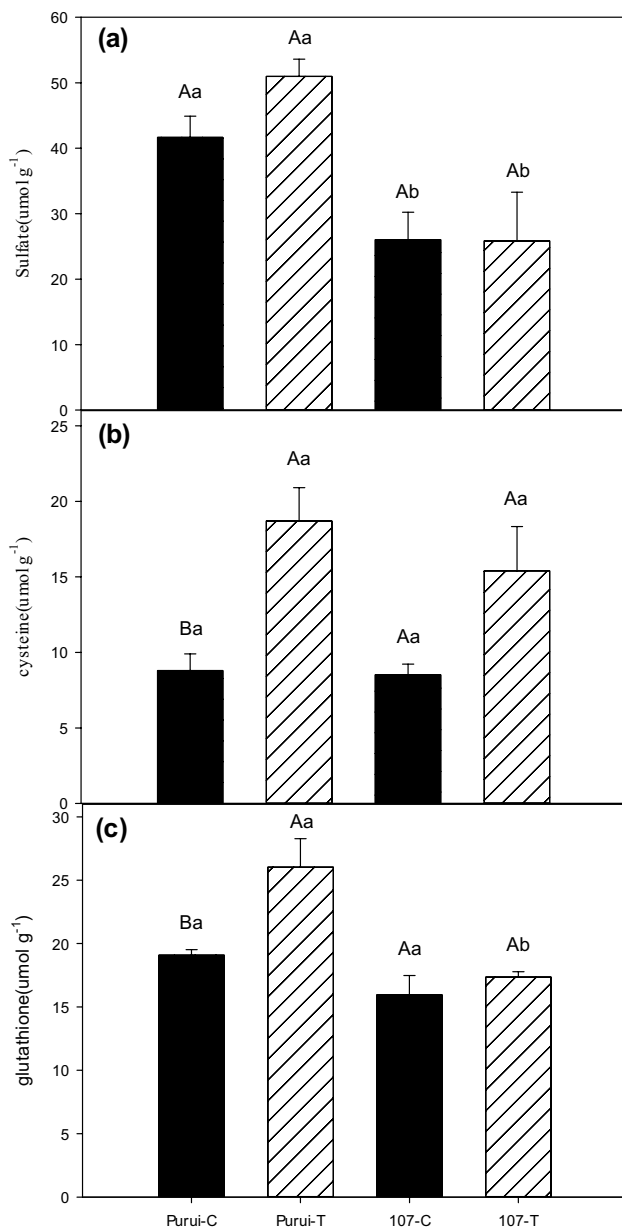 (a)
60
50
40
30
20
10
0
Sulfate(umol g⁻¹)
Aa
Aa
Ab
Ab
(b)
25
20
15
10
5
0
cysteine(umol g⁻¹)
Ba
Aa
Aa
Aa
(c)
30
25
20
15
10
5
0
glutathione(umol g⁻¹)
Ba
Aa
Aa
Ab
Purui-C
Purui-T
107-C
107-T